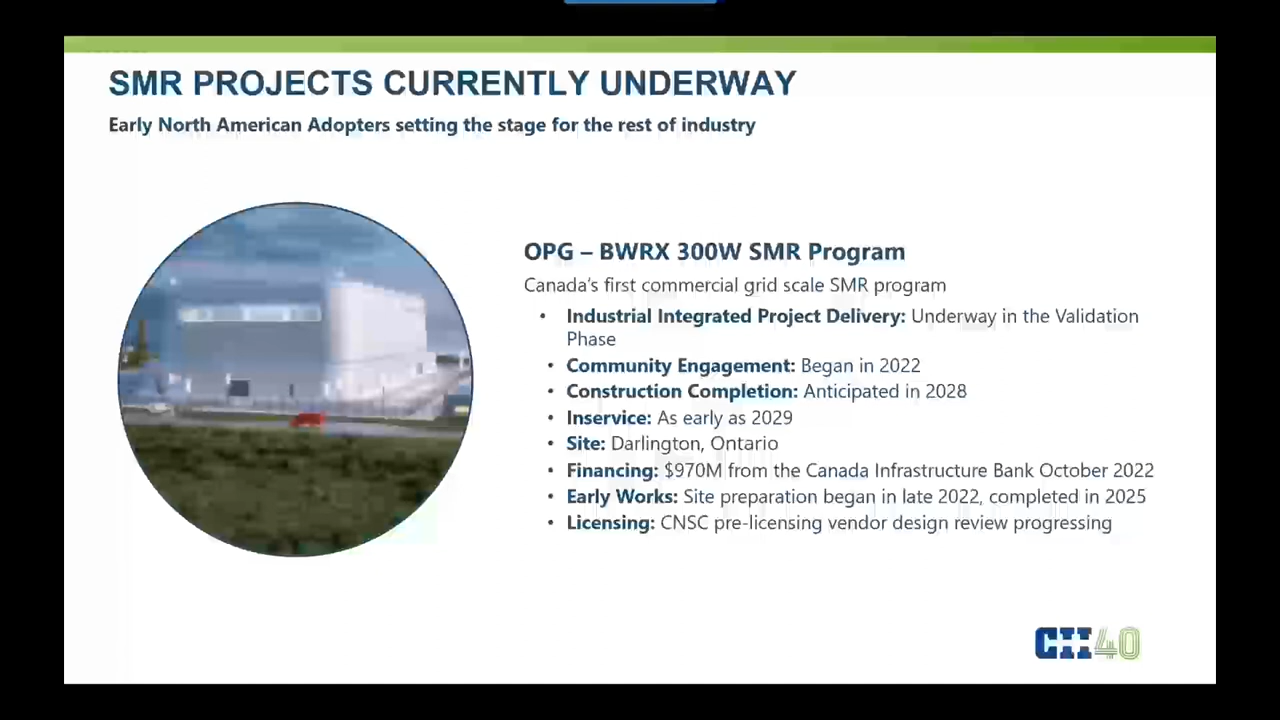 SMR PROJECTS CURRENTLY UNDERWAY
Early North American Adopters setting the stage for the rest of industry
OPG – BWRX 300W SMR Program
Canada's first commercial grid scale SMR program
• Industrial Integrated Project Delivery: Underway in the Validation
Phase
• Community Engagement: Began in 2022
• Construction Completion: Anticipated in 2028
• Inservice: As early as 2029
• Site: Darlington, Ontario
• Financing: $970M from the Canada Infrastructure Bank October 2022
• Early Works: Site preparation began in late 2022, completed in 2025
• Licensing: CNSC pre-licensing vendor design review progressing
CII40